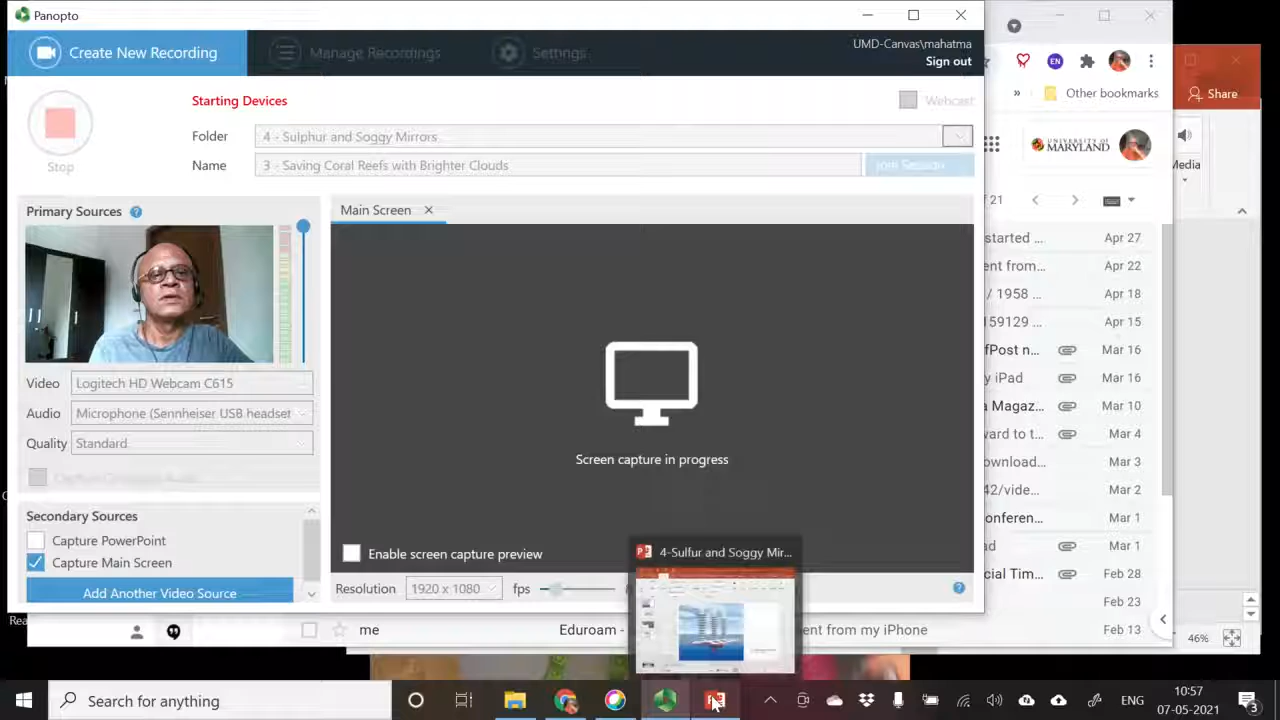 Panopto
Create New Recording
Manage Recordings
Settings
UMD-Canvas\mahatma
Sign out
Other bookmarks
Share
Starting Devices
Webcast
Folder
4 - Sulphur and Soggy Mirrors
Name
3 - Saving Coral Reefs with Brighter Clouds
Join Session
Stop
UNIVERSITY OF
MARYLAND
Media
21
Primary Sources
Main Screen
started ...
Apr 27
ent from...
Apr 22
/ 1958 ...
Apr 18
159129 ...
Apr 15
fPost n...
Mar 16
y iPad
Mar 16
a Magaz...
Mar 10
ward to t...
Mar 4
ownload...
Mar 3
42/vide...
Mar 2
onferen...
Mar 1
ad
Mar 1
cial Tim...
Feb 28
Feb 23
Feb 13
Video
Logitech HD Webcam C615
Audio
Microphone (Sennheiser USB headset
Quality
Standard
Screen capture in progress
Secondary Sources
Capture PowerPoint
Capture Main Screen
Add Another Video Source
Enable screen capture preview
Resolution
1920 x 1080
fps
4-Sulfur and Soggy Mir...
EN
me
Eduroam -
ent from my iPhone
46%
Search for anything
ENG
10:57
07-05-2021
3